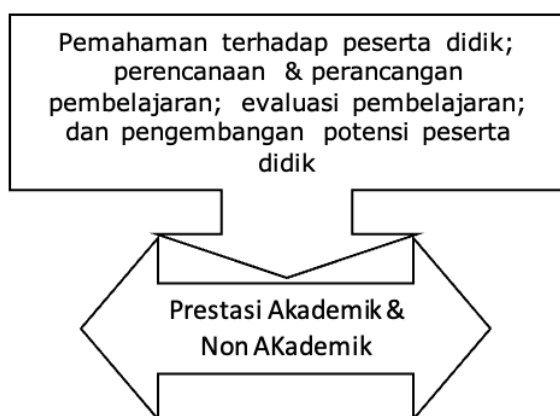 Pemahaman terhadap peserta didik;
perencanaan & perancangan
pembelajaran; evaluasi pembelajaran;
dan pengembangan potensi peserta
didik
Prestasi Akademik &
Non AKademik